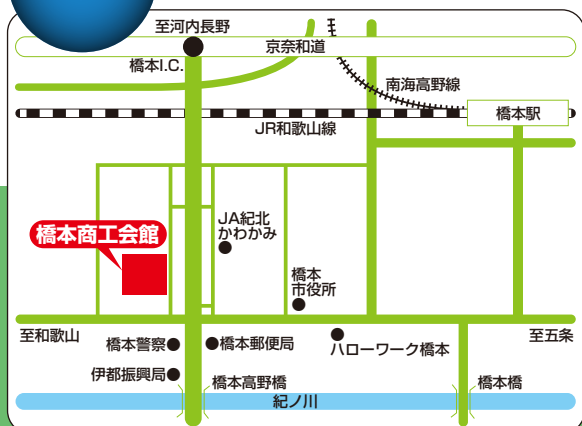 至河内長野
京奈和道
橋本I.C.
南海高野線
橋本駅
JR和歌山線
橋本商工会館
JA紀北
かわかみ
橋本
市役所
至和歌山
至五条
橋本警察
橋本郵便局
ハローワーク橋本
伊都振興局
橋本高野橋
橋本橋
紀ノ川